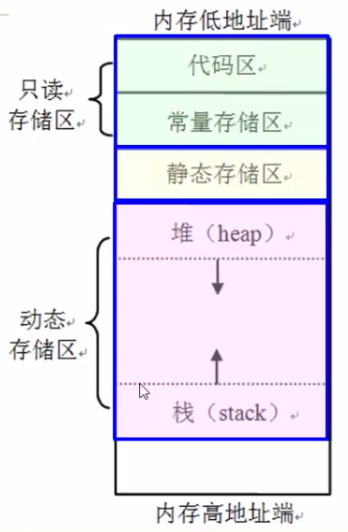 内存低地址端
代码区
只读
存储区
常量存储区
静态存储区
堆（heap）
动态
存储区
栈（stack）
内存高地址端